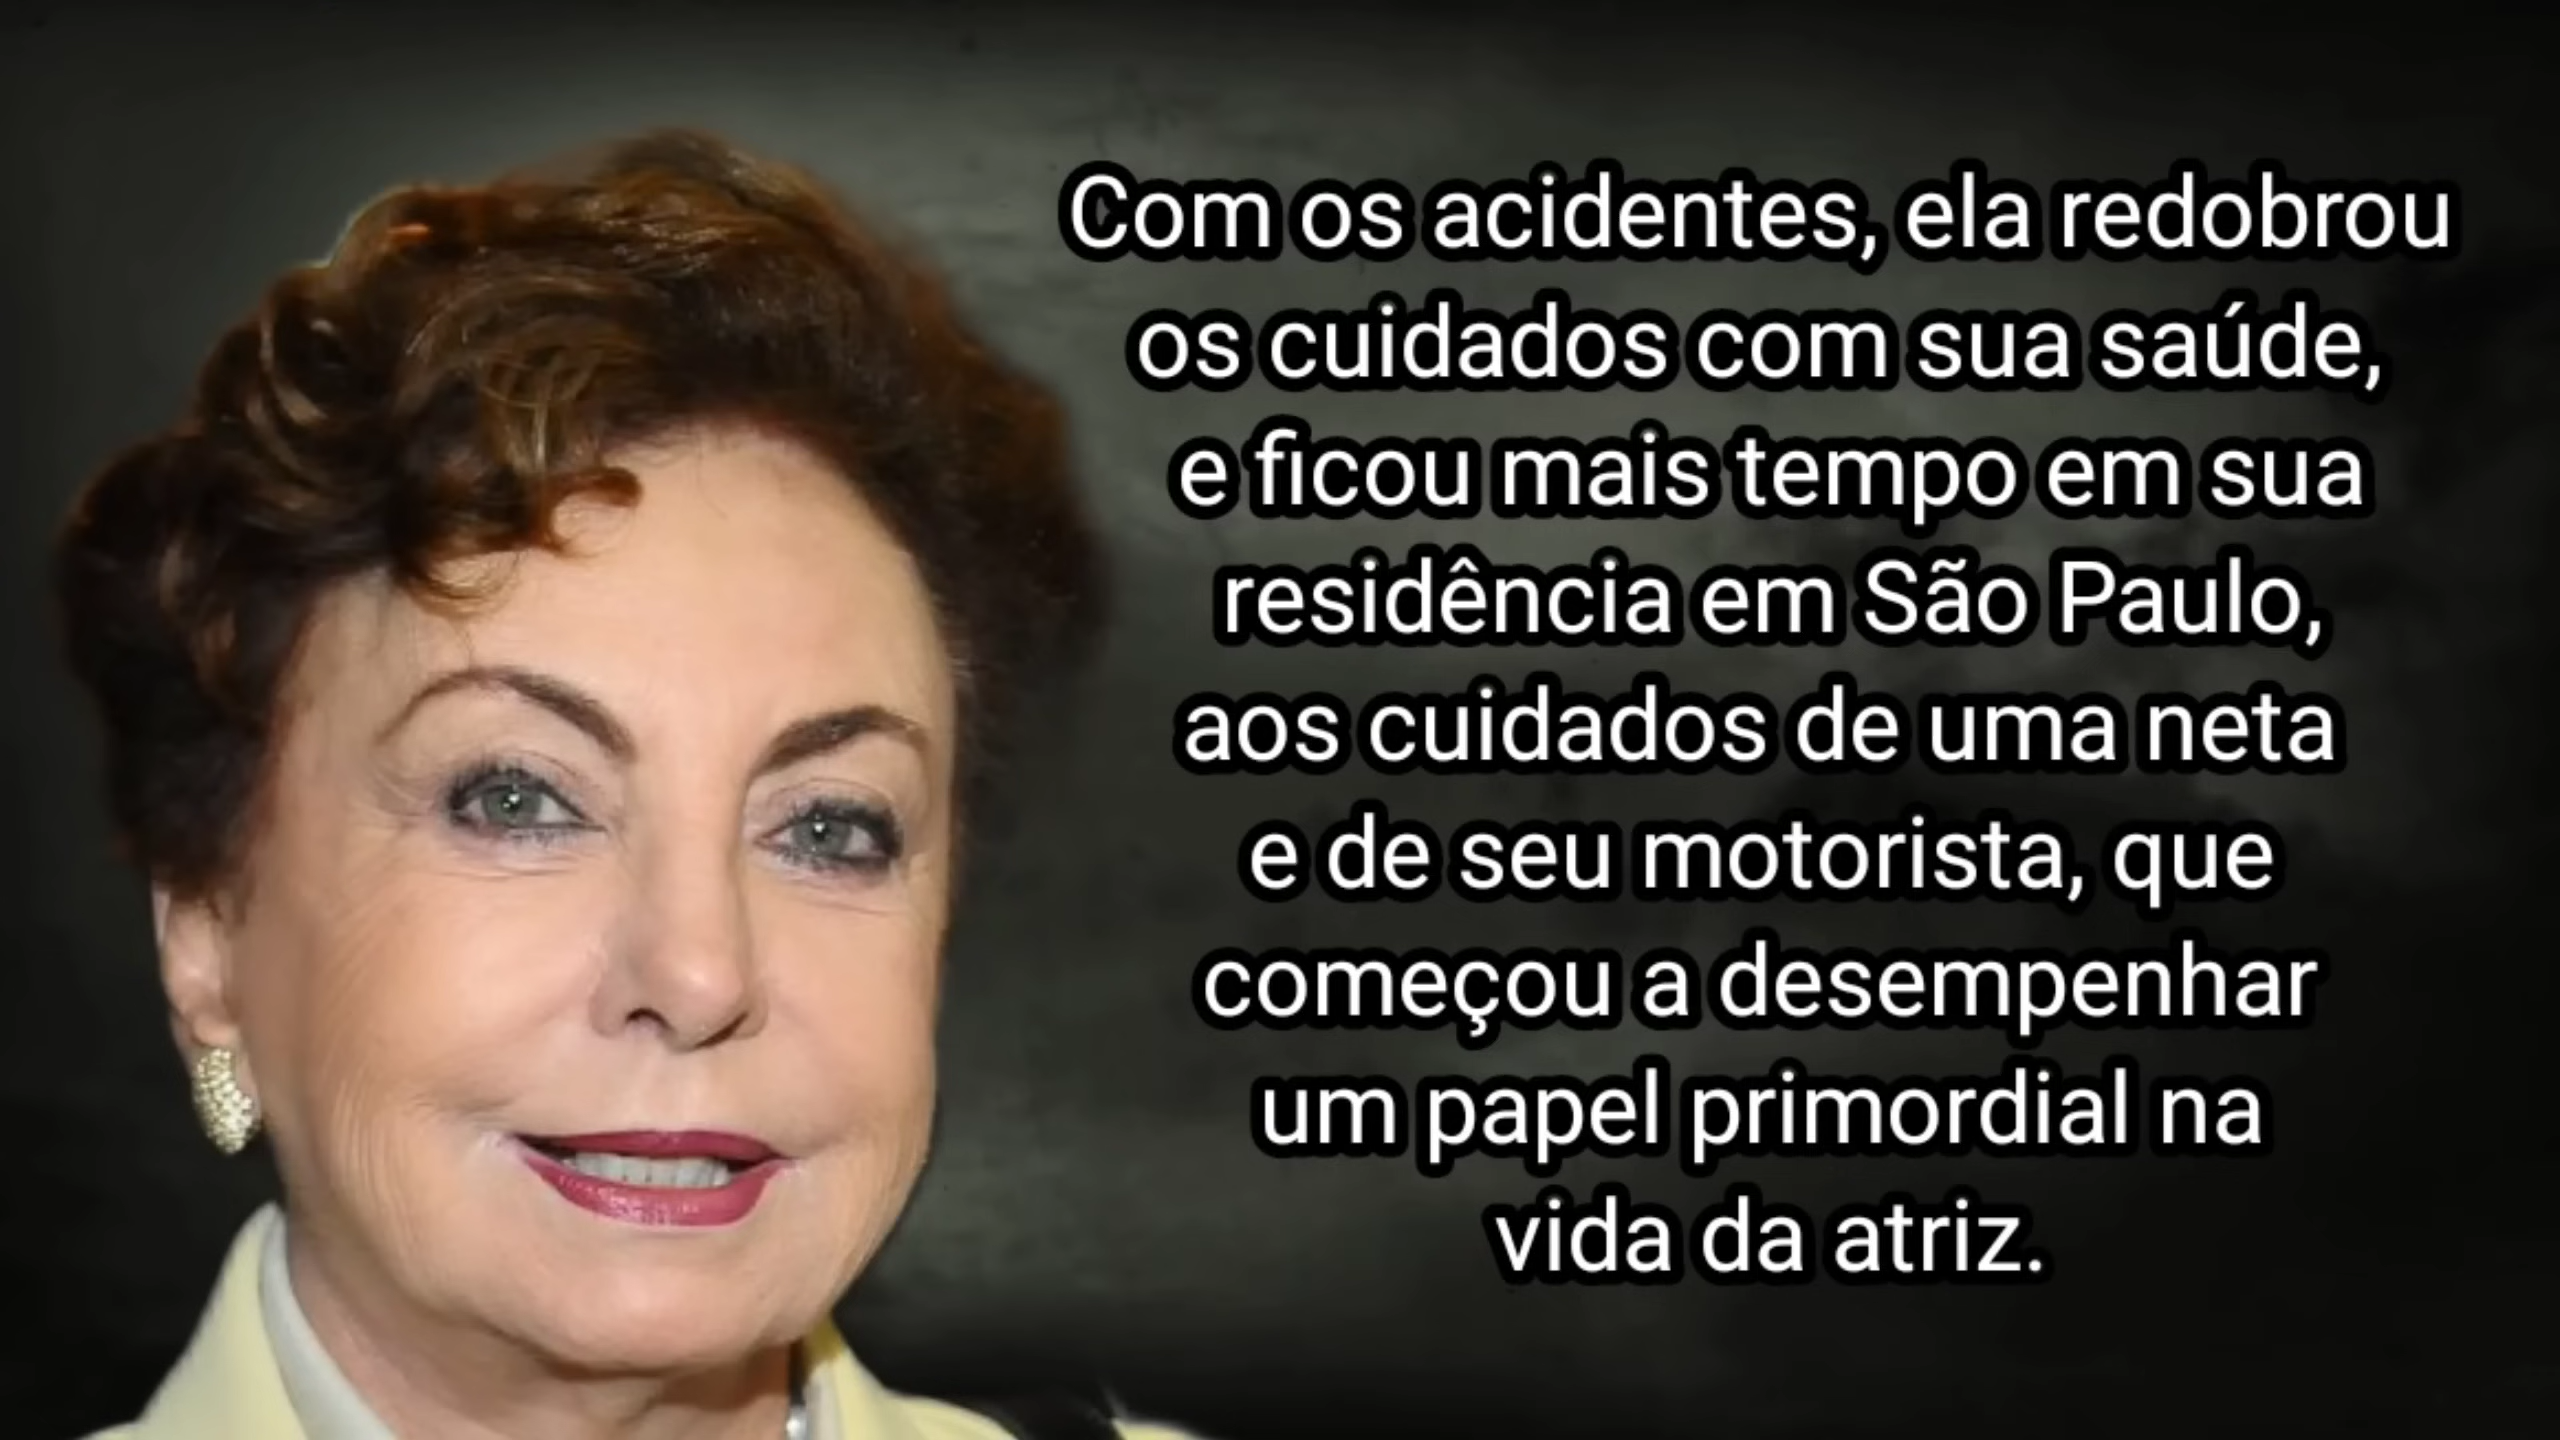 Com os acidentes, ela redobrou
os cuidados com sua saúde,
e ficou mais tempo em sua
residência em São Paulo,
aos cuidados de uma neta
e de seu motorista, que
começou a desempenhar
um papel primordial na
vida da atriz.